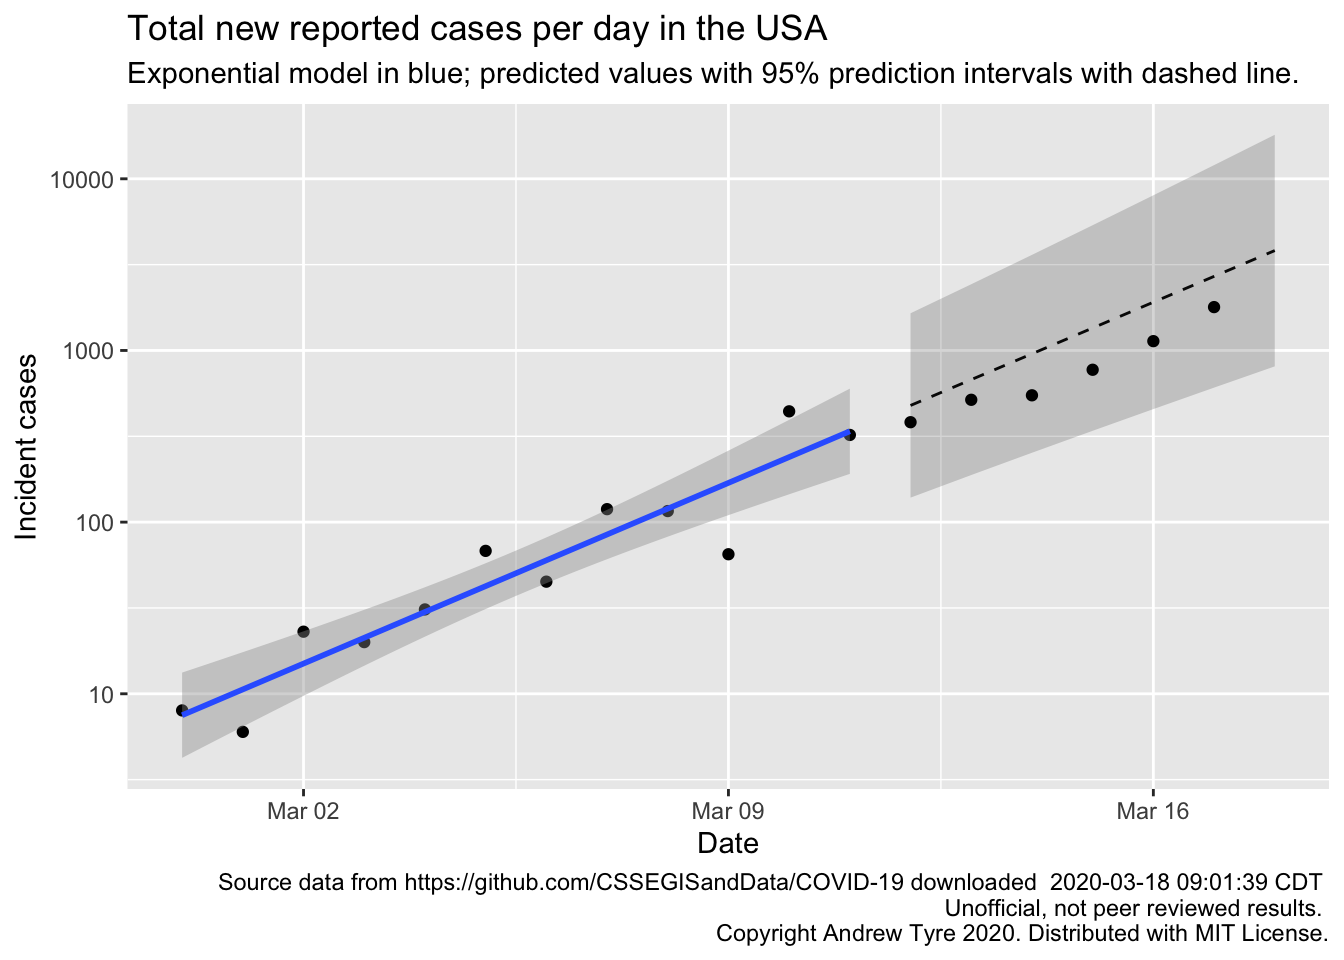 Total new reported cases per day in the USA
Exponential model in blue; predicted values with 95% prediction intervals with dashed line.
10000
1000
100
10
Incident cases
Mar 02
Mar 09
Mar 16
Date
Source data from https://github.com/CSSEGISandData/COVID-19 downloaded  2020-03-18 09:01:39 CDT
Unofficial, not peer reviewed results.
Copyright Andrew Tyre 2020. Distributed with MIT License.